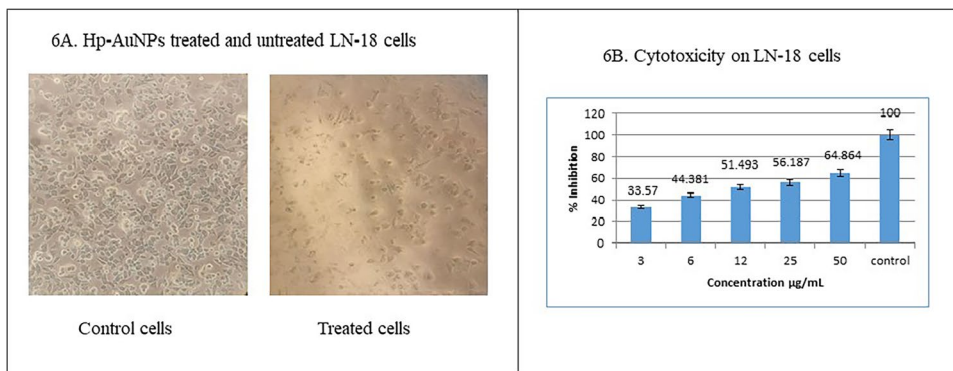 6A. Hp-AuNPs treated and untreated LN-18 cells
Control cells
Treated cells
6B. Cytotoxicity on LN-18 cells
% Inhibition
120
100
80
60
40
20
0
33.57
44.381
51.493
56.187
64.864
100
3
6
12
25
50
control
Concentration µg/mL